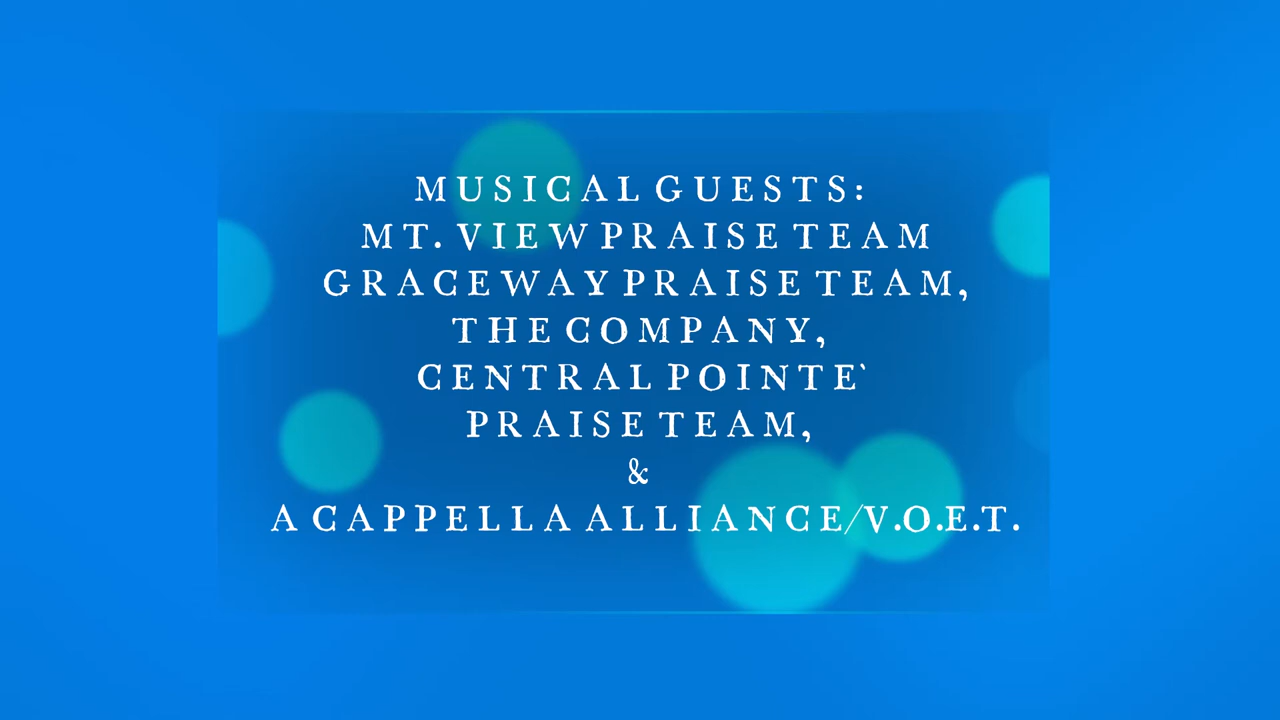 MUSICAL GUESTS:
MT. VIEW PRAISE TEAM
GRACEWAY PRAISE TEAM,
THE COMPANY,
CENTRAL POINTE`
PRAISE TEAM,
&
A CAPPELLA ALLIANCE/V.O.E.T.